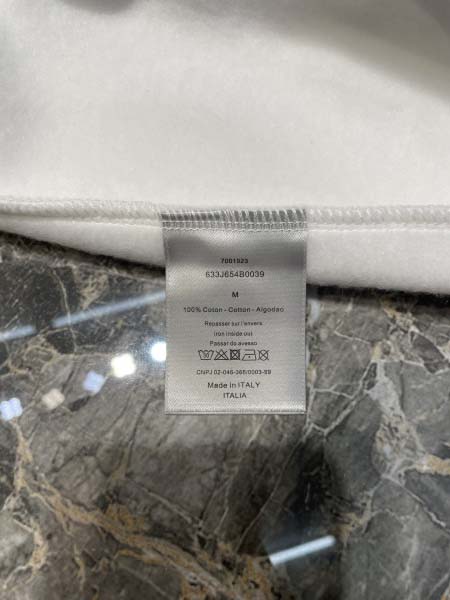 7001923
633J654B0039
M
100% Coton - Cotton - Algodao
Repasser sur l'envers
iron inside out
Passar do avesso
CNPJ 02-046-368/0003-99
Made in ITALY
ITALIA